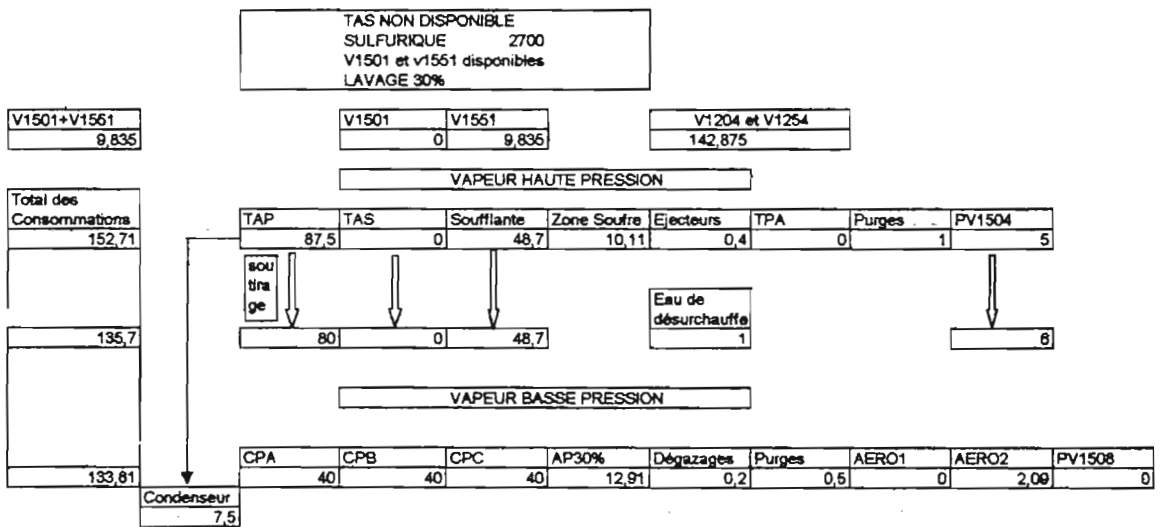 TAS NON DISPONIBLE
SULFURIQUE 2700
V1501 et v1551 disponibles
LAVAGE 30%
V1501+V1551 V1501 V1551 V1204 et V1254
9,835 0 9,835 142,875
VAPEUR HAUTE PRESSION
Total des
Consommations TAP TAS Soufflante Zone Soufre Ejecteurs TPA Purges PV1504
152,71 87,5 0 48,7 10,11 0,4 0 1 5
sou
tira
ge
Eau de
désurchauffe
135,7 80 0 48,7 1 6
VAPEUR BASSE PRESSION
CPA CPB CPC AP30% Dégazages Purges AERO1 AERO2 PV1508
133,81 40 40 40 12,91 0,2 0,5 0 2,09 0
Condenseur
7,5